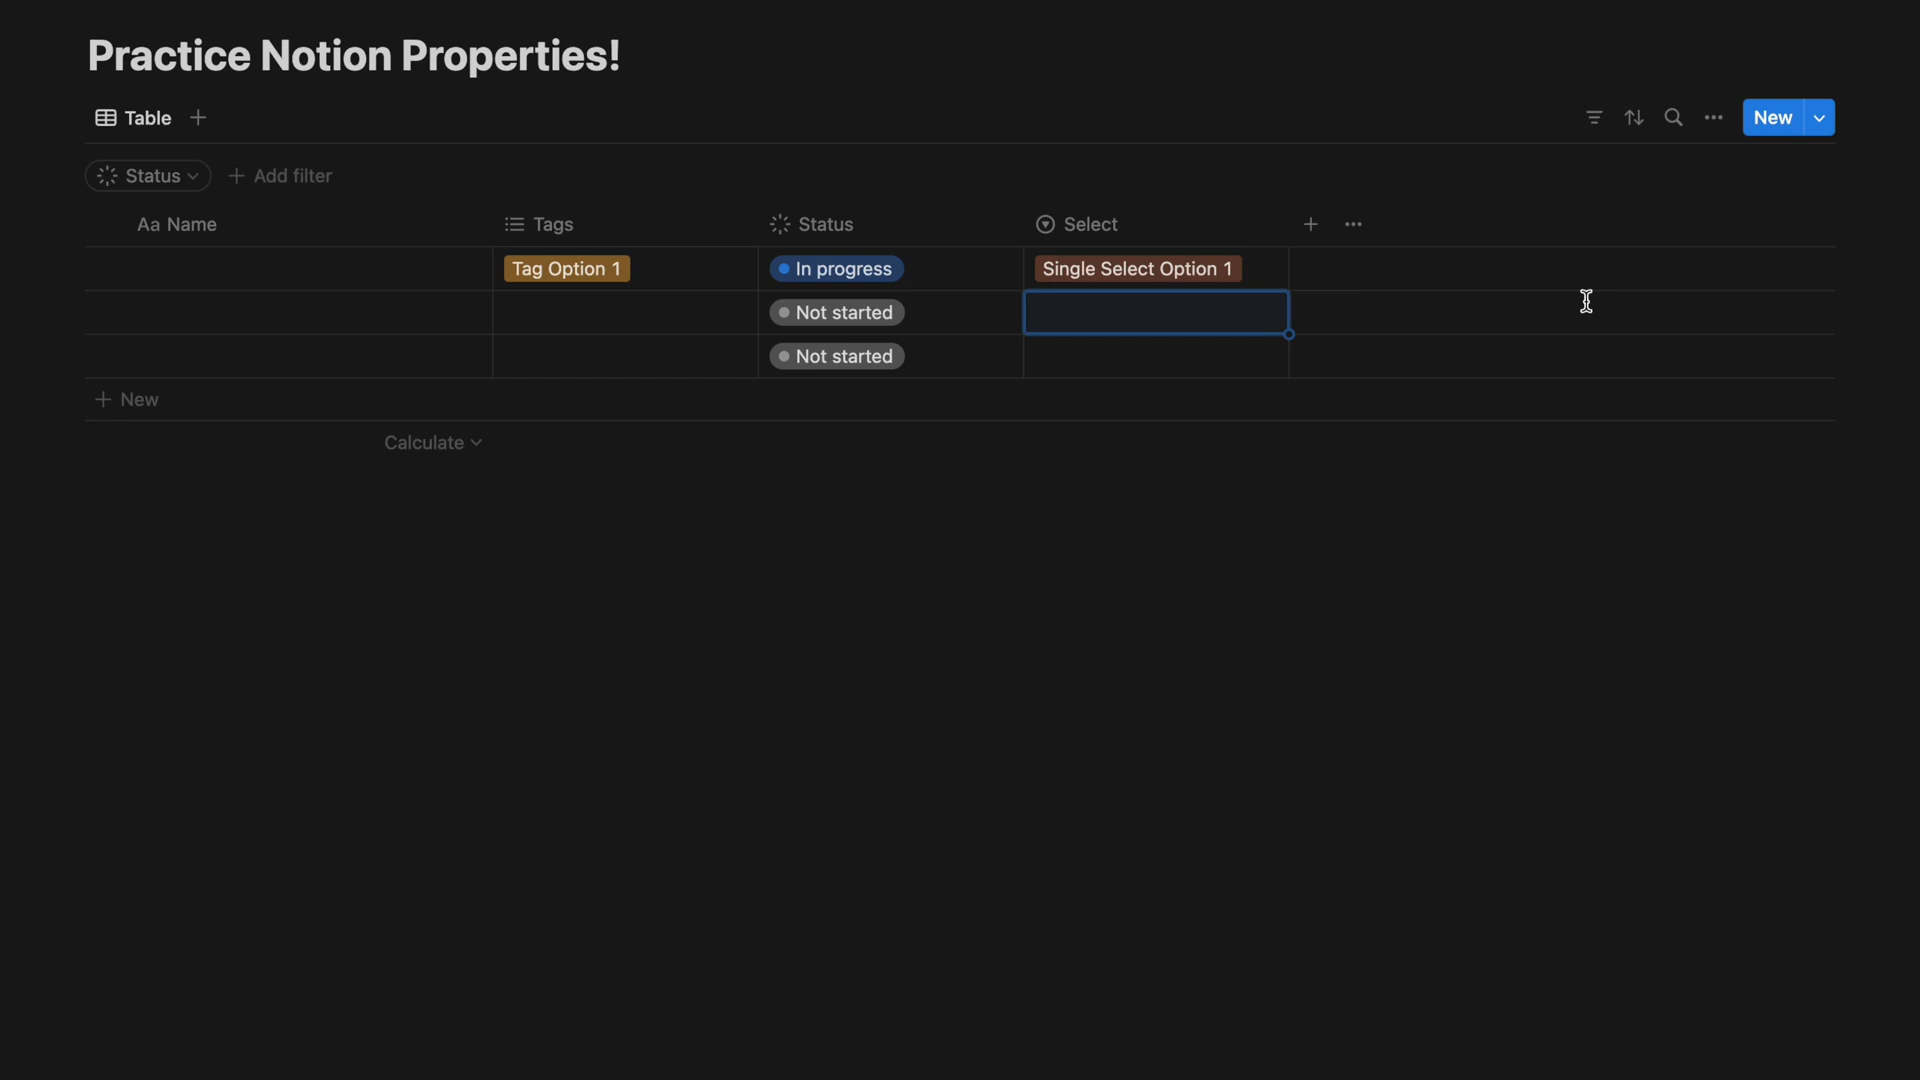 Practice Notion Properties!
Table
New
Status
Add filter
Aa Name Tags Status Select
Tag Option 1 In progress Single Select Option 1
Not started
Not started
New
Calculate